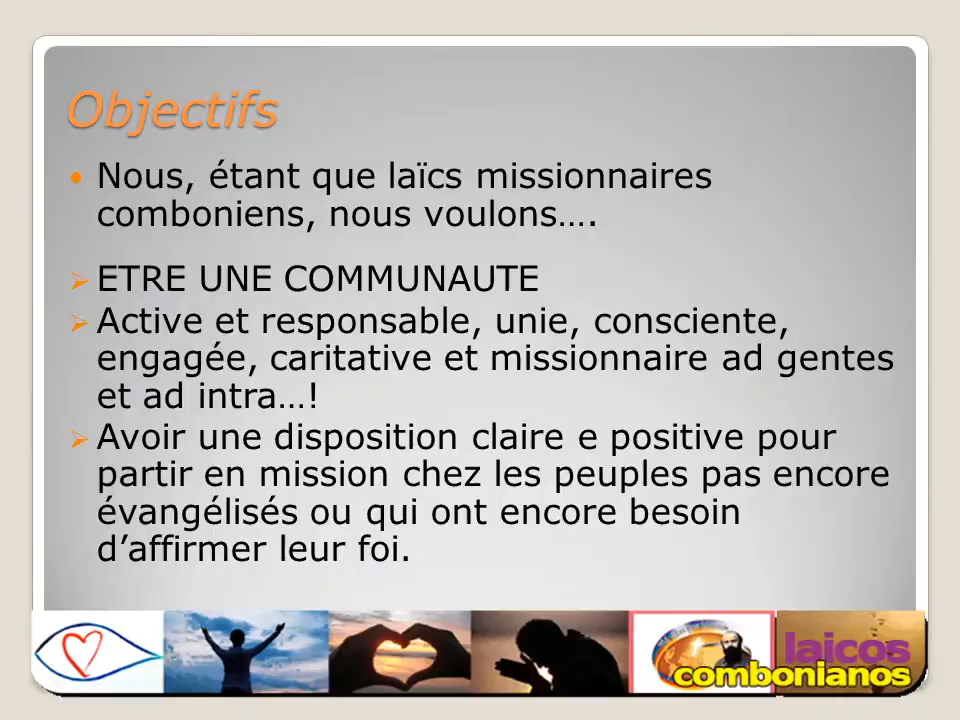 Objectifs
Nous, étant que laïcs missionnaires
comboniens, nous voulons….
ETRE UNE COMMUNAUTE
Active et responsable, unie, consciente,
engagée, caritative et missionnaire ad gentes
et ad intra…!
Avoir une disposition claire e positive pour
partir en mission chez les peuples pas encore
évangélisés ou qui ont encore besoin
d’affirmer leur foi.
laicos
combonianos